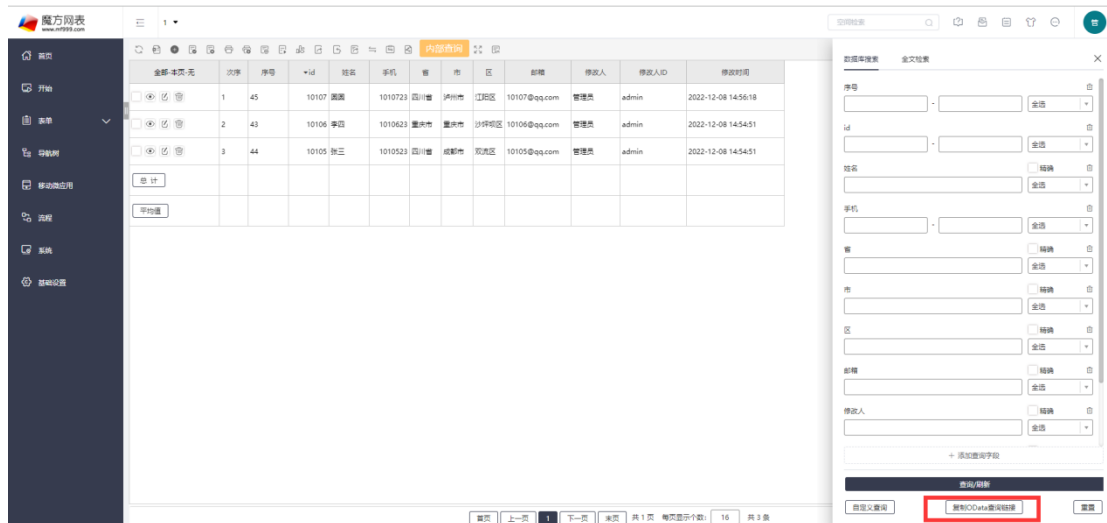 魔方网表
www.mf999.com
1
空间检索
管
首页
开始
表单
导航树
移动微应用
流程
系统
基础设置
内部查询
全部-本页-无 次序 序号 id 姓名 手机 省 市 区 邮箱 修改人 修改人ID 修改时间
1 45 10107 圆圆 1010723 四川省 泸州市 江阳区 10107@qq.com 管理员 admin 2022-12-08 14:56:18
2 43 10106 李四 1010623 重庆市 重庆市 沙坪坝区 10106@qq.com 管理员 admin 2022-12-08 14:54:51
3 44 10105 张三 1010523 四川省 成都市 双流区 10105@qq.com 管理员 admin 2022-12-08 14:54:51
总 计
平均值
首页 上一页 1 下一页 末页 共 1 页 每页显示个数: 16 共 3 条
数据库搜索 全文检索
序号
- 全选
id
- 全选
姓名 精确
全选
手机
- 全选
省 精确
全选
市 精确
全选
区 精确
全选
邮箱 精确
全选
修改人 精确
全选
+ 添加查询字段
查询/刷新
自定义查询 复制OData查询链接 重置